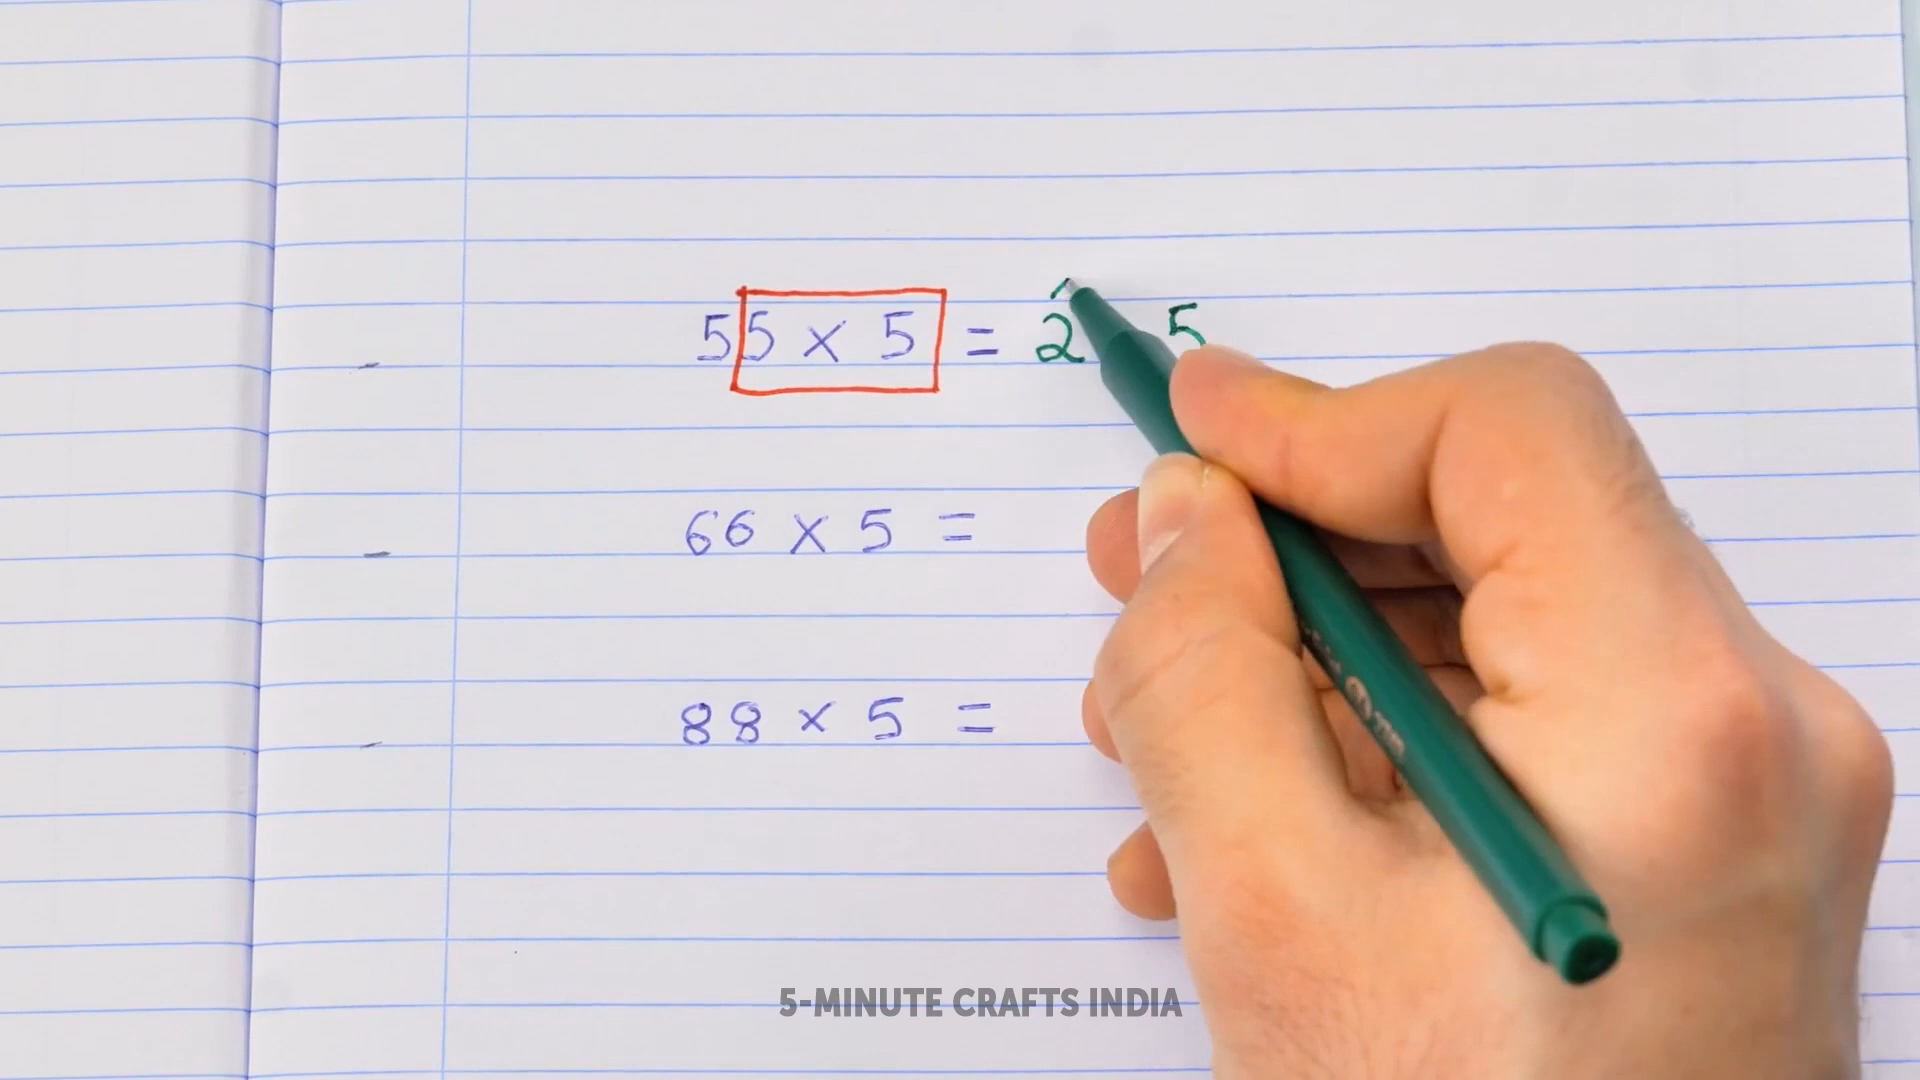 55 x 5 = 2 5
66 x 5 =
88 x 5 =
5-MINUTE CRAFTS INDIA